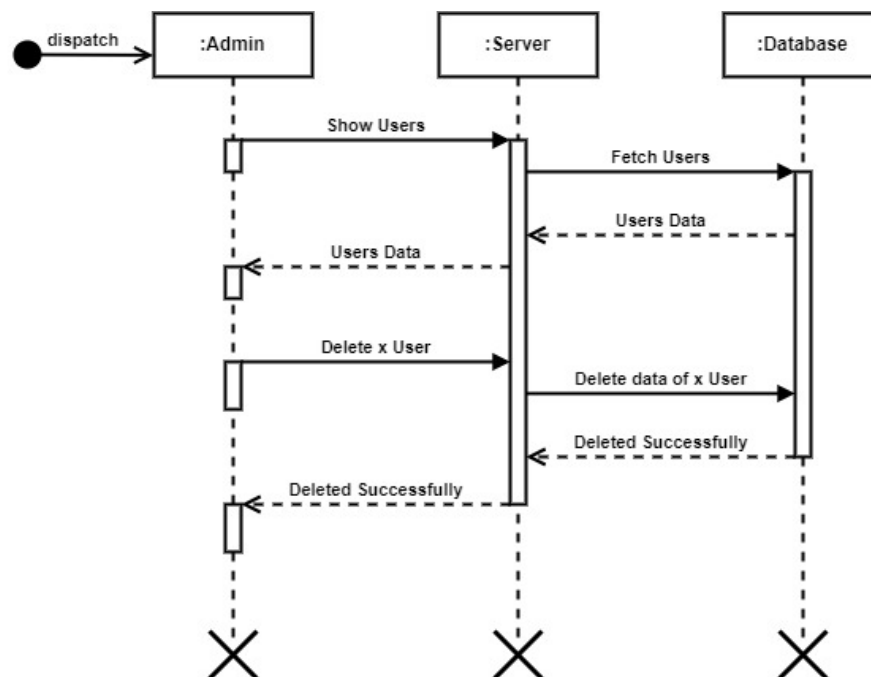 dispatch
:Admin
:Server
:Database
Show Users
Fetch Users
Users Data
Users Data
Delete x User
Delete data of x User
Deleted Successfully
Deleted Successfully